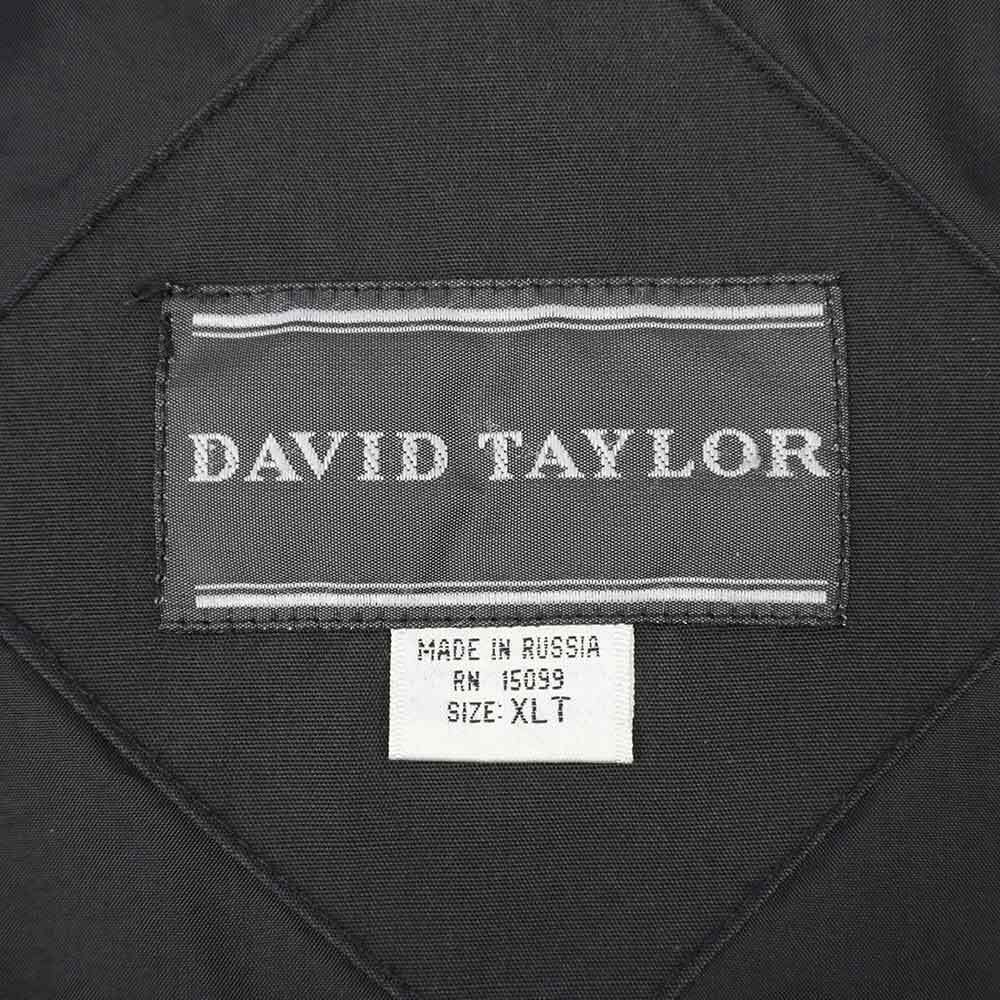 DAVID TAYLOR
MADE IN RUSSIA
RN 15099
SIZE: XLT